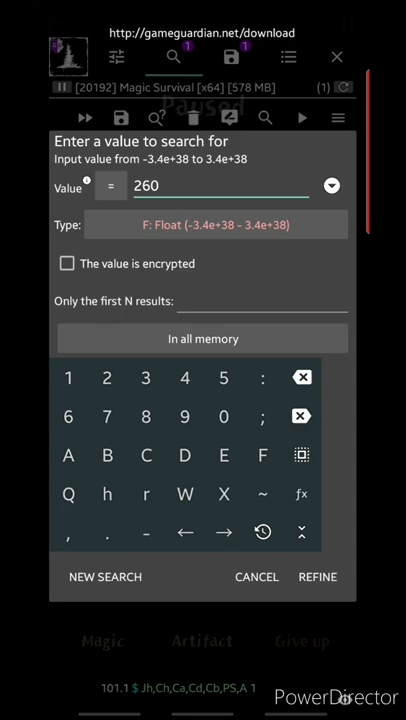 http://gameguardian.net/download
1
1
[20192] Magic Survival [x64] [578 MB]
(1)
Paused
Enter a value to search for
Input value from -3.4e+38 to 3.4e+38
Value
=
260
Type:
F: Float (-3.4e+38 - 3.4e+38)
The value is encrypted
Only the first N results:
In all memory
1 2 3 4 5 :
6 7 8 9 0 ;
A B C D E F
Q h r W X ~ ƒx
, . - ← →
NEW SEARCH
CANCEL
REFINE
Magic
Artifact
Give up
101.1 $ Jh,Ch,Ca,Cd,Cb,PS,A 1
PowerDirector